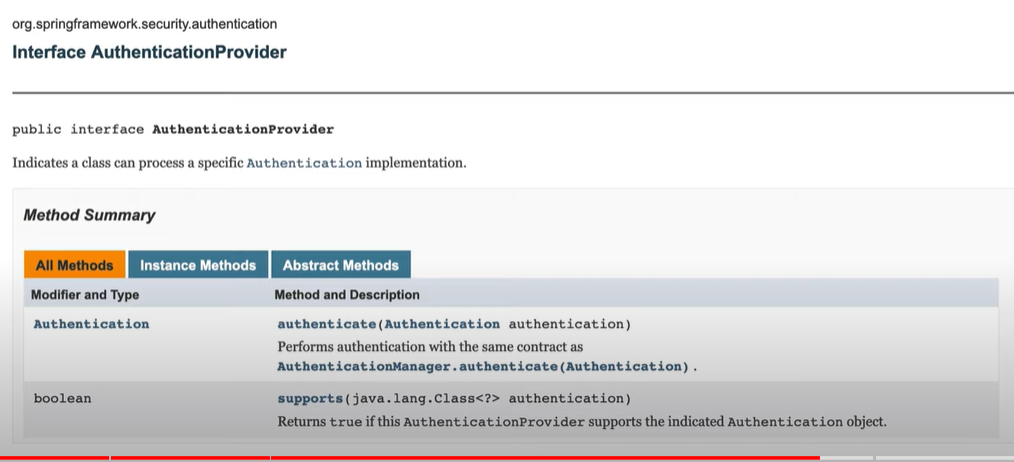 org.springframework.security.authentication
Interface AuthenticationProvider
public interface AuthenticationProvider
Indicates a class can process a specific Authentication implementation.
Method Summary
All Methods Instance Methods Abstract Methods
Modifier and Type Method and Description
Authentication authenticate(Authentication authentication)
Performs authentication with the same contract as
AuthenticationManager.authenticate(Authentication).
boolean supports(java.lang.Class<?> authentication)
Returns true if this AuthenticationProvider supports the indicated Authentication object.